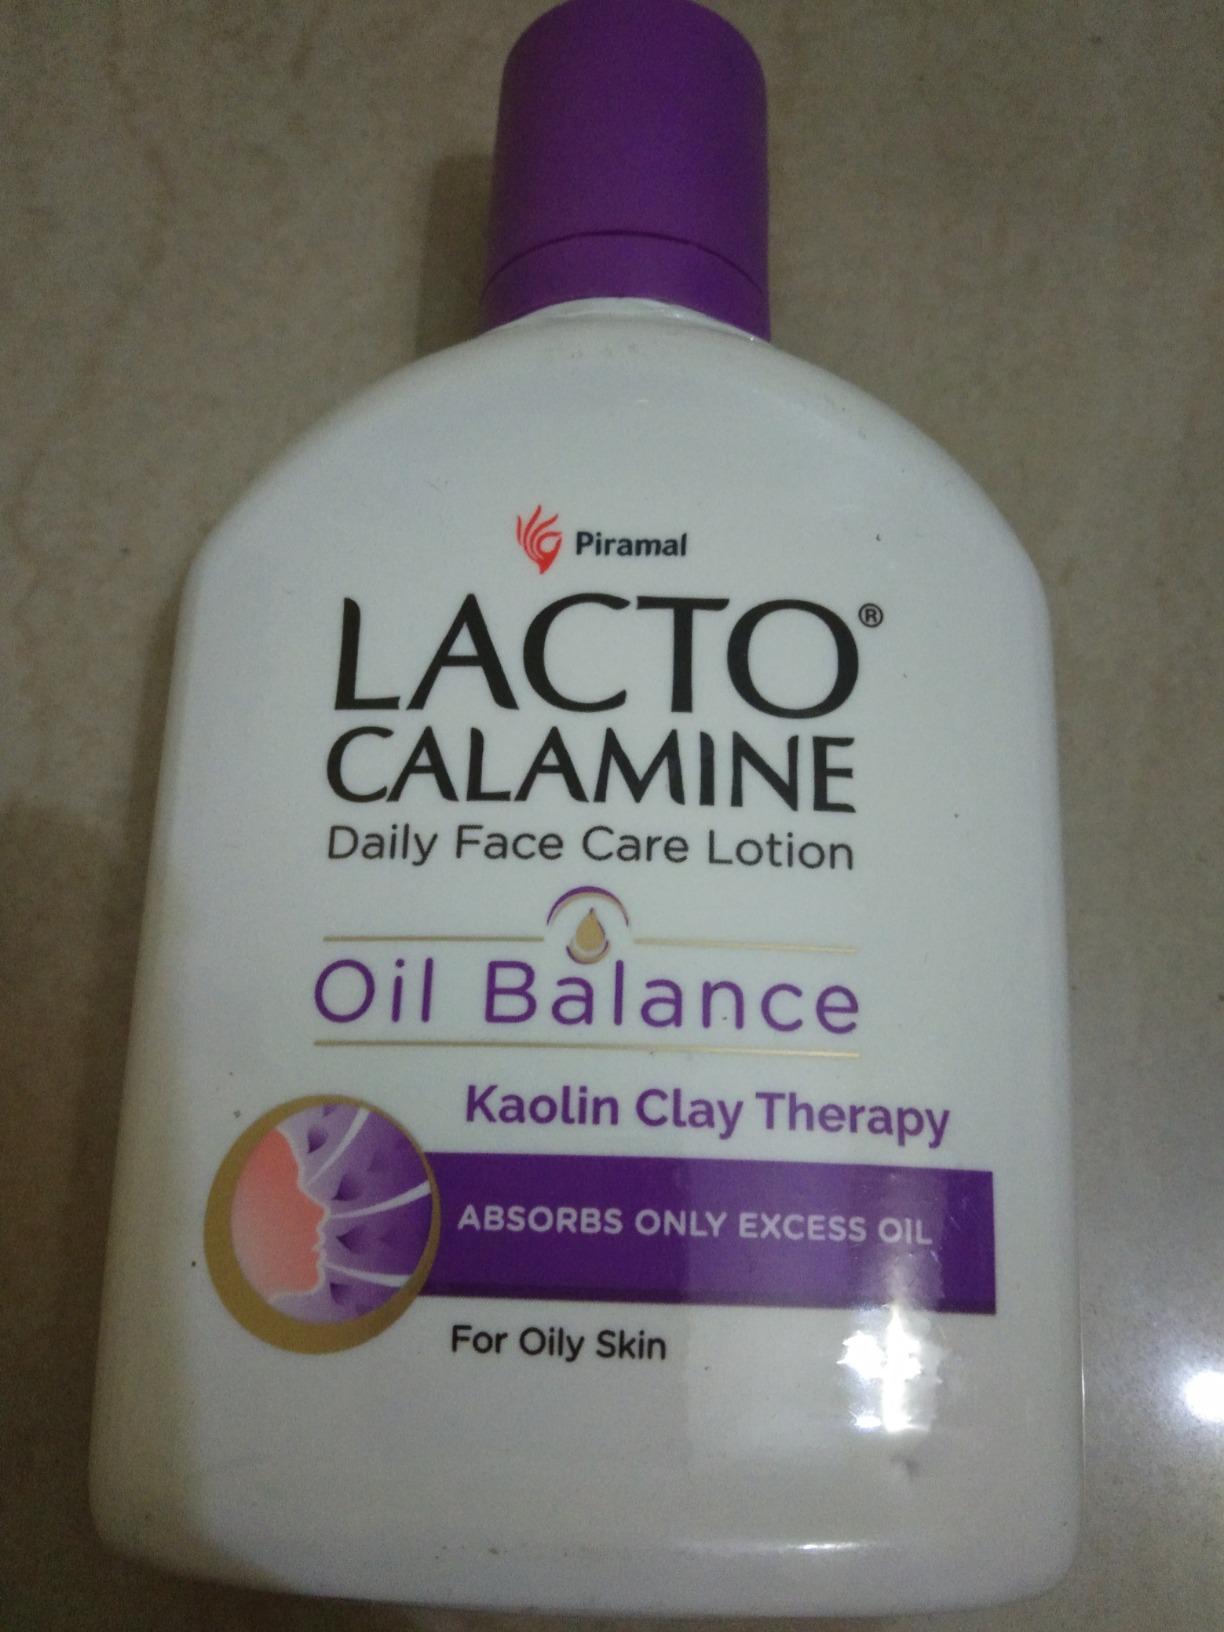 Piramal
LACTO®
CALAMINE
Daily Face Care Lotion
Oil Balance
Kaolin Clay Therapy
ABSORBS ONLY EXCESS OIL
For Oily Skin